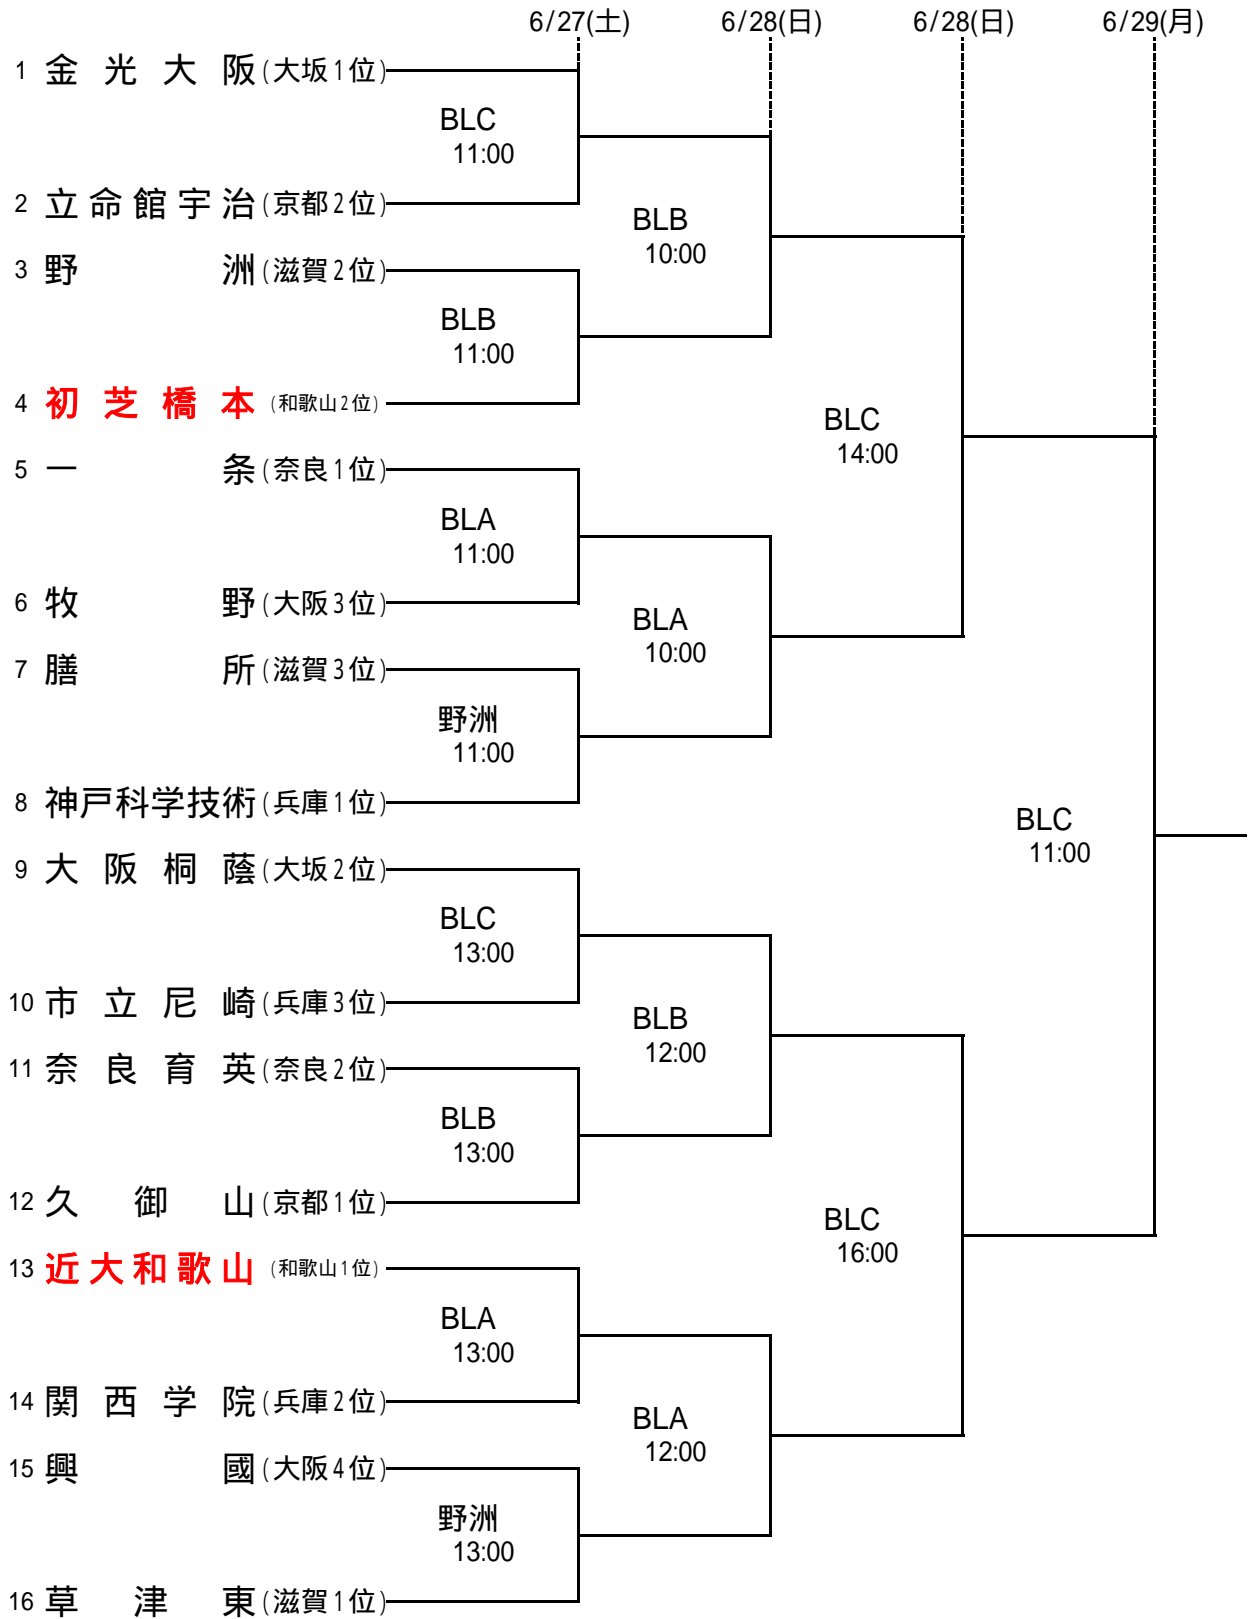 6/27(土) 6/28(日) 6/28(日) 6/29(月)
1 金光大阪(大坂1位)
BLC
11:00
2 立命館宇治(京都2位)
BLB
10:00
3 野洲(滋賀2位)
BLB
11:00
4 初芝橋本(和歌山2位)
BLC
14:00
5 一条(奈良1位)
BLA
11:00
6 牧野(大阪3位)
BLA
10:00
7 膳所(滋賀3位)
野洲
11:00
8 神戸科学技術(兵庫1位)
BLC
11:00
9 大阪桐蔭(大坂2位)
BLC
13:00
10 市立尼崎(兵庫3位)
BLB
12:00
11 奈良育英(奈良2位)
BLB
13:00
12 久御山(京都1位)
BLC
16:00
13 近大和歌山(和歌山1位)
BLA
13:00
14 関西学院(兵庫2位)
BLA
12:00
15 興國(大阪4位)
野洲
13:00
16 草津東(滋賀1位)